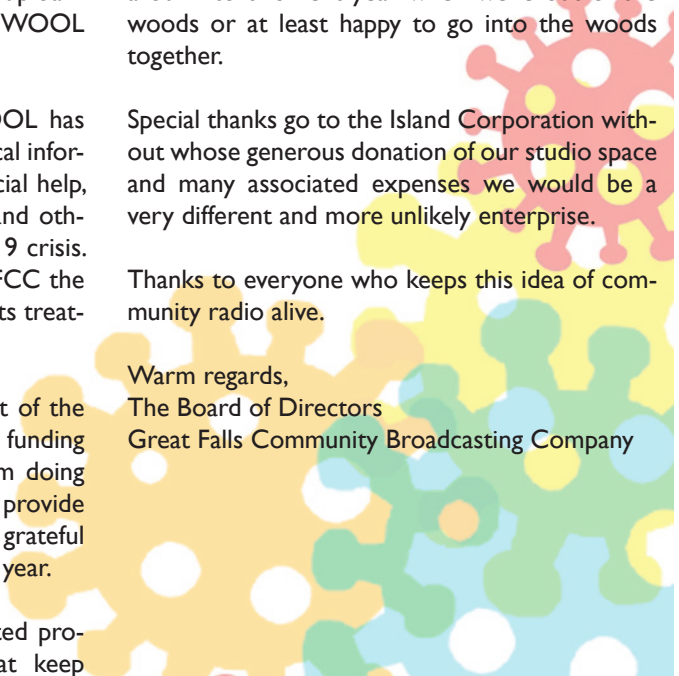 WOOL
OOL has
cal infor-
cial help,
and oth-
9 crisis.
FCC the
ts treat-
t of the
funding
m doing
provide
grateful
year.
ted pro-
at keep
woods or at least happy to go into the woods
together.
Special thanks go to the Island Corporation with-
out whose generous donation of our studio space
and many associated expenses we would be a
very different and more unlikely enterprise.
Thanks to everyone who keeps this idea of com-
munity radio alive.
Warm regards,
The Board of Directors
Great Falls Community Broadcasting Company